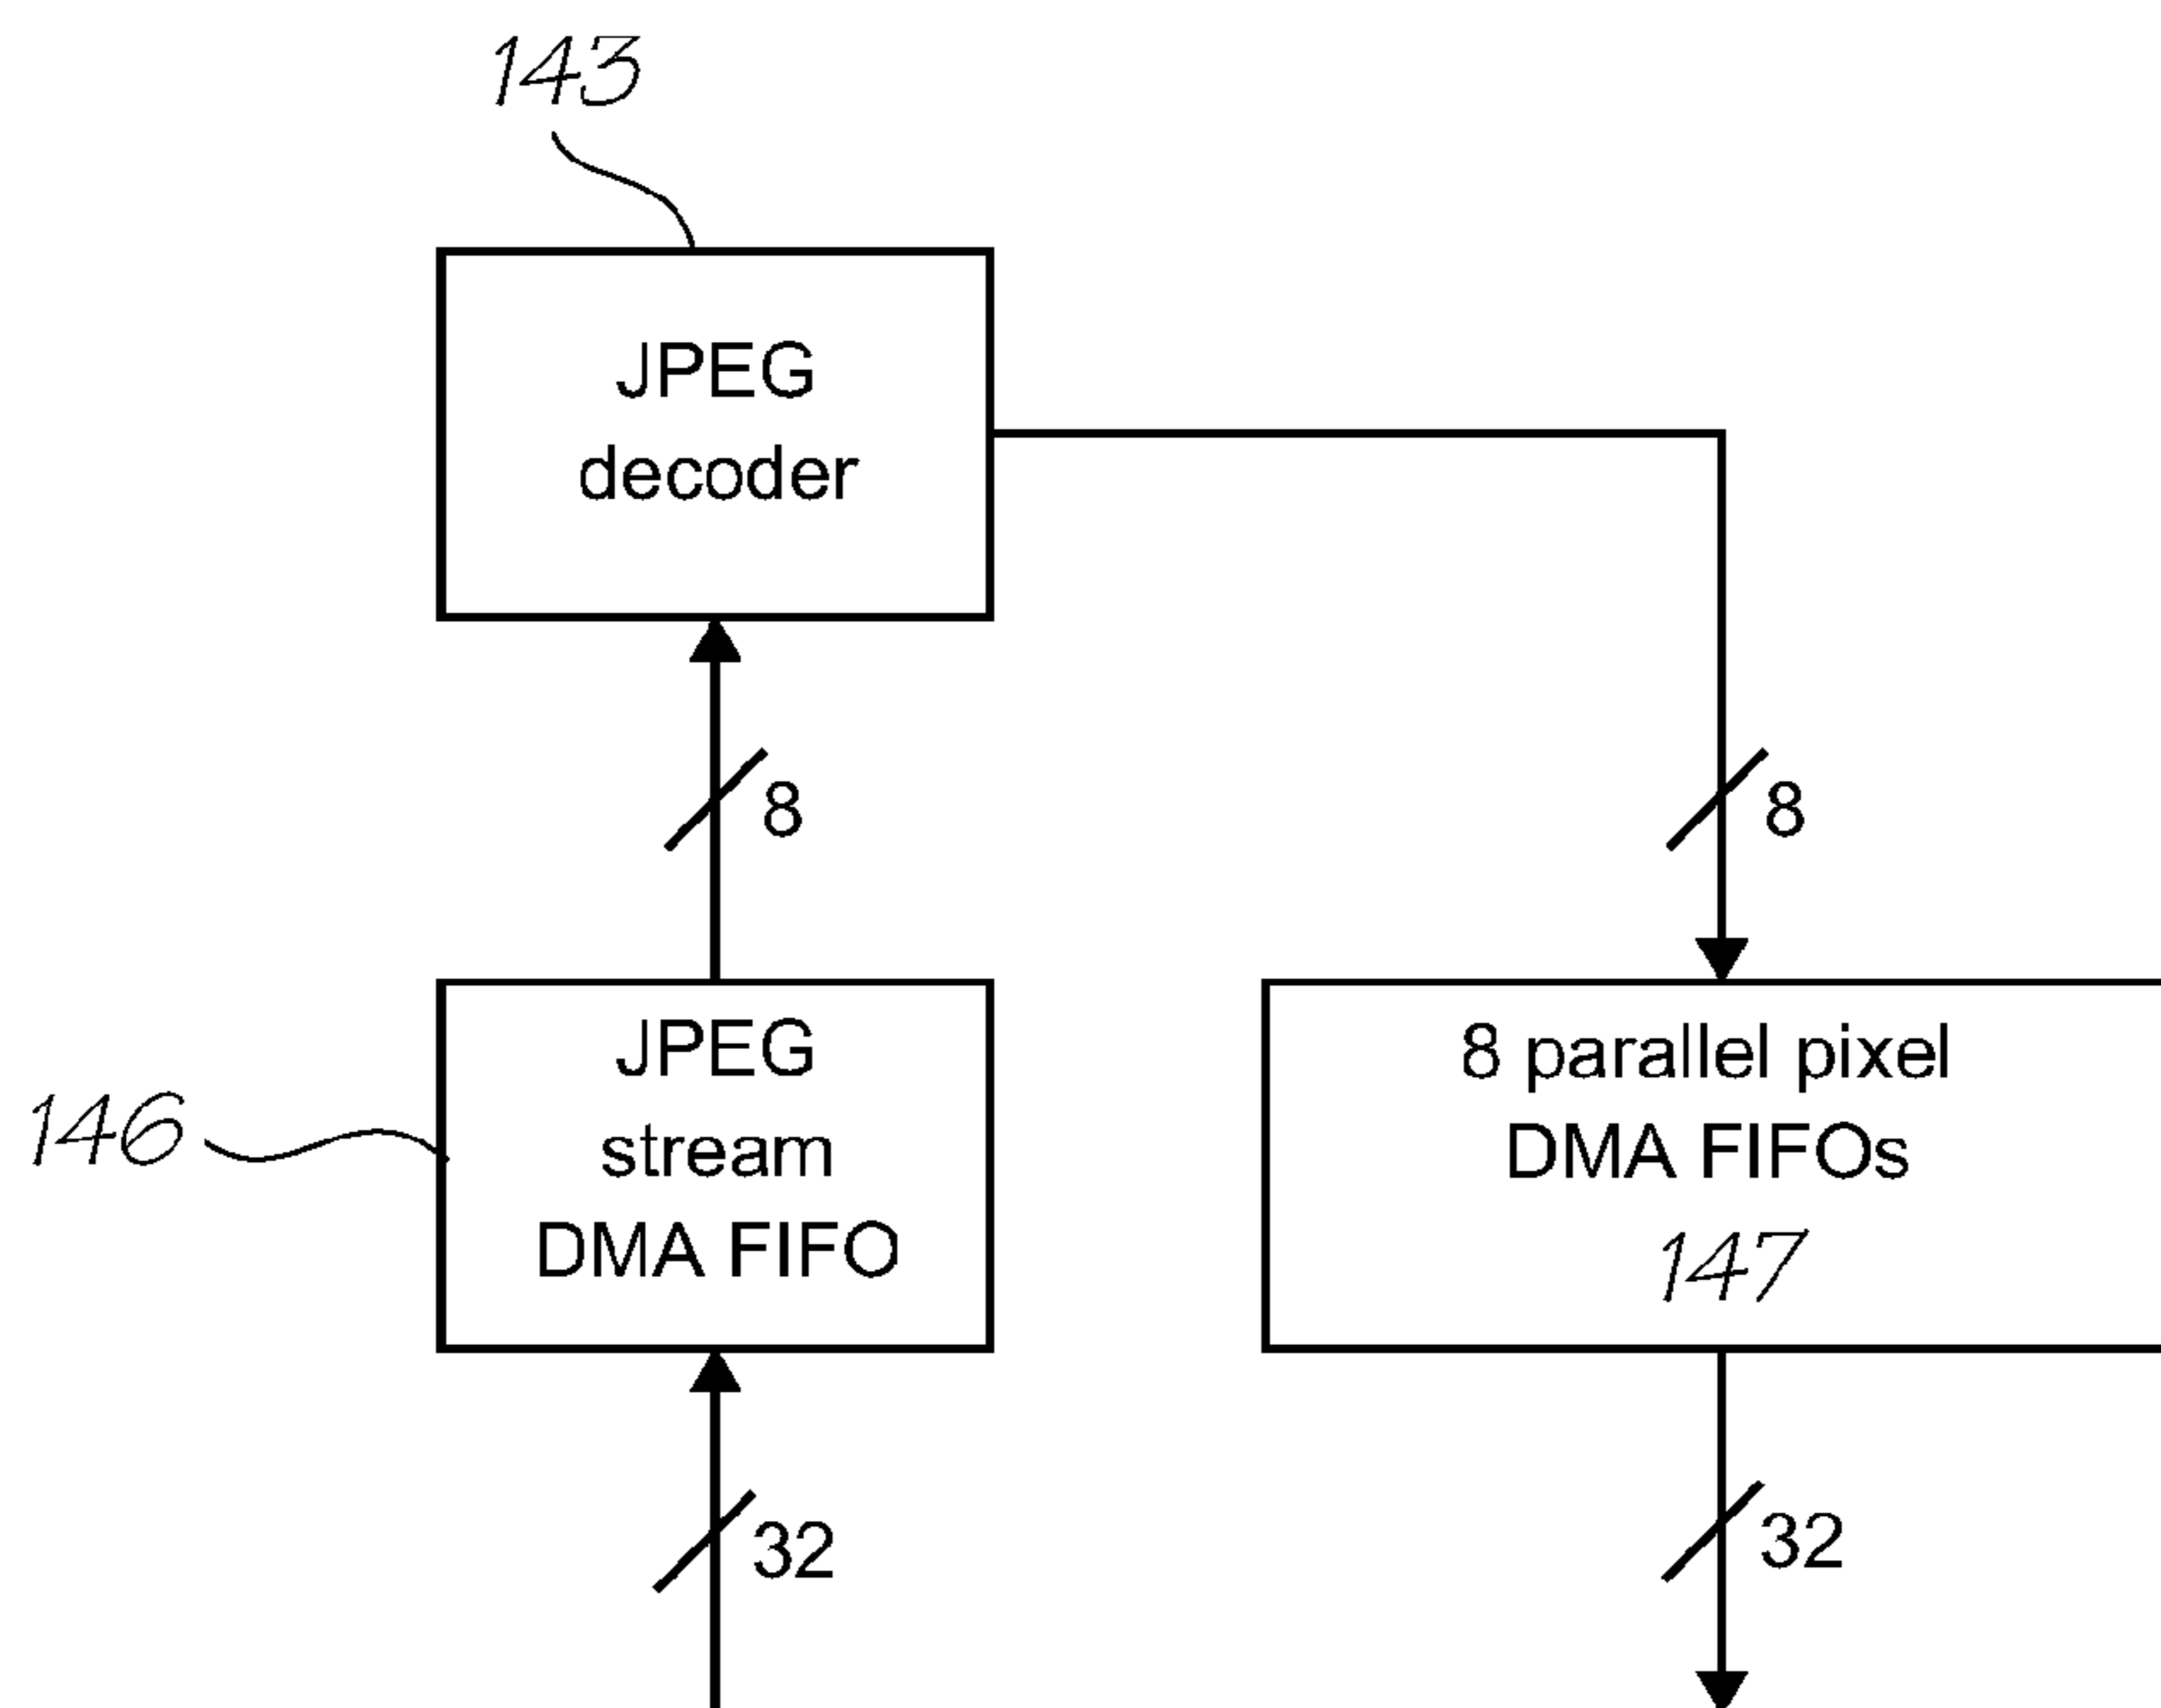 143
JPEG
decoder
8
8
JPEG
stream
DMA FIFO
146
8 parallel pixel
DMA FIFOs
147
32
32